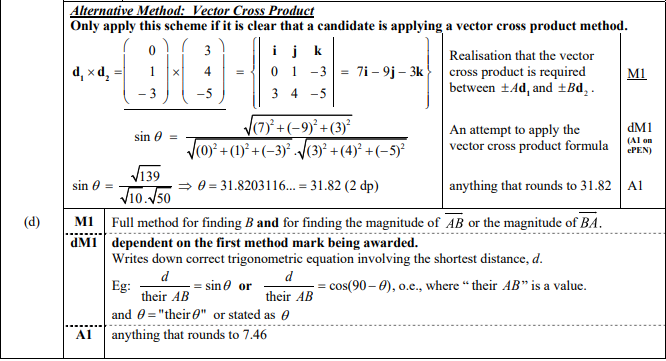 Alternative Method: Vector Cross Product
Only apply this scheme if it is clear that a candidate is applying a vector cross product method.
d₁ × d₂ = (0, 1, −3) × (3, 4, −5) = { | i j k | 0 1 −3 | 3 4 −5 | = 7i − 9j − 3k }
Realisation that the vector
cross product is required
between ±Ad₁ and ±Bd₂.
M1
sin θ = √((7)² + (−9)² + (3)²) / (√((0)² + (1)² + (−3)²) . √((3)² + (4)² + (−5)²))
An attempt to apply the
vector cross product formula
dM1
(A1 on
ePEN)
sin θ = √139 / (√10 . √50) ⇒ θ = 31.8203116... = 31.82 (2 dp)
anything that rounds to 31.82
A1
(d)
M1 Full method for finding B and for finding the magnitude of A͞B͞ or the magnitude of B͞A͞.
dM1 dependent on the first method mark being awarded.
Writes down correct trigonometric equation involving the shortest distance, d.
Eg: d / their AB = sin θ or d / their AB = cos(90 − θ), o.e., where “ their AB” is a value.
and θ = "their θ" or stated as θ
A1 anything that rounds to 7.46